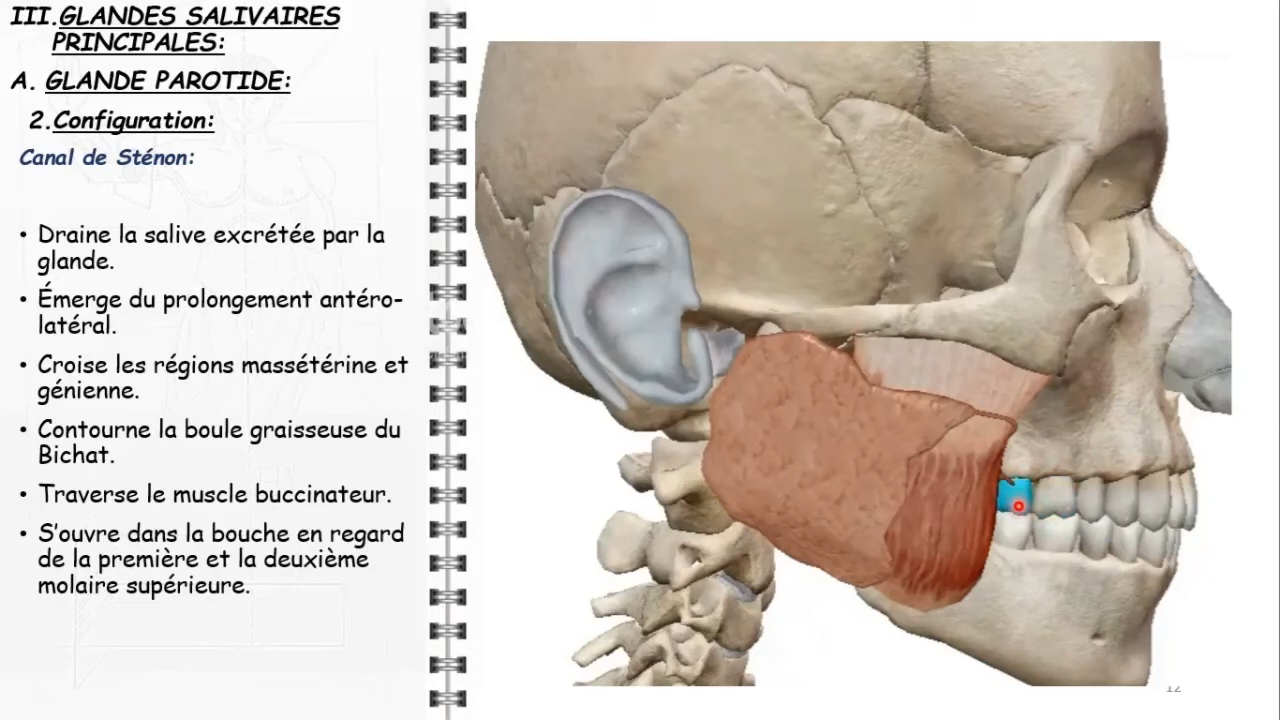 III.GLANDES SALIVAIRES
PRINCIPALES:
A. GLANDE PAROTIDE:
2.Configuration:
Canal de Sténon:
• Draine la salive excrétée par la
glande.
• Émerge du prolongement antéro-
latéral.
• Croise les régions massétérine et
génienne.
• Contourne la boule graisseuse du
Bichat.
• Traverse le muscle buccinateur.
• S’ouvre dans la bouche en regard
de la première et la deuxième
molaire supérieure.